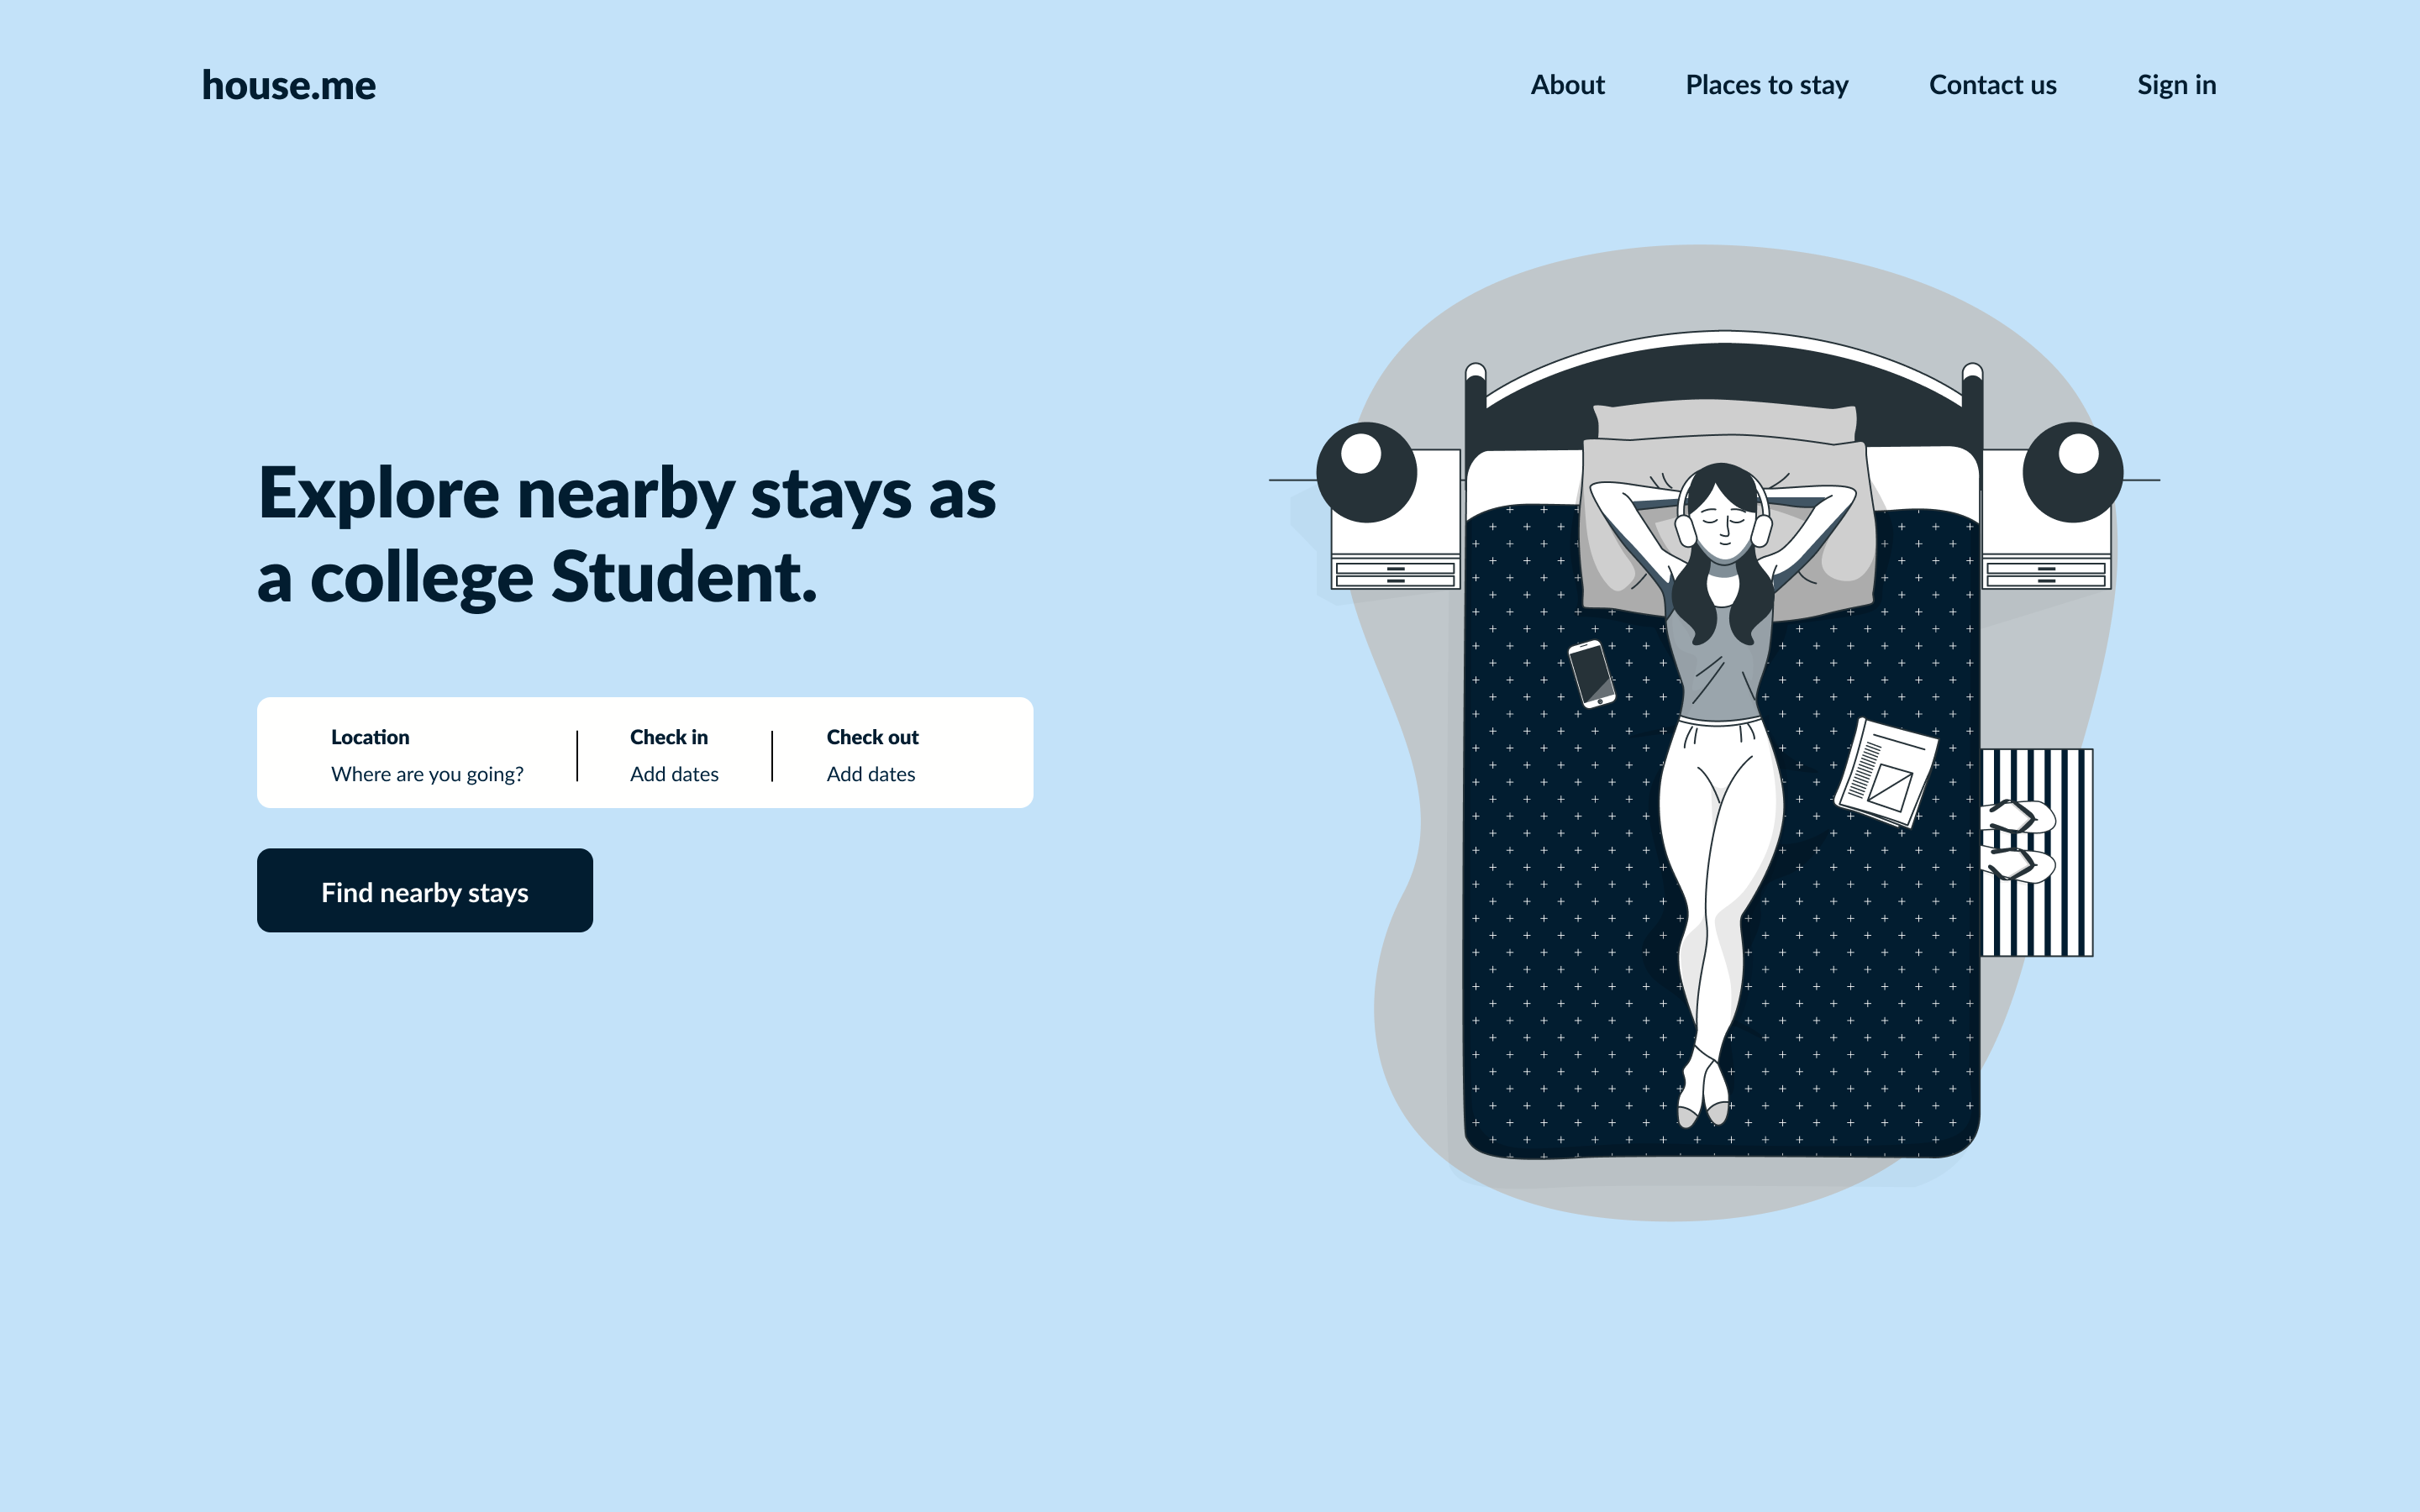 house.me
About
Places to stay
Contact us
Sign in
Explore nearby stays as
a college Student.
Location
Where are you going?
Check in
Add dates
Check out
Add dates
Find nearby stays